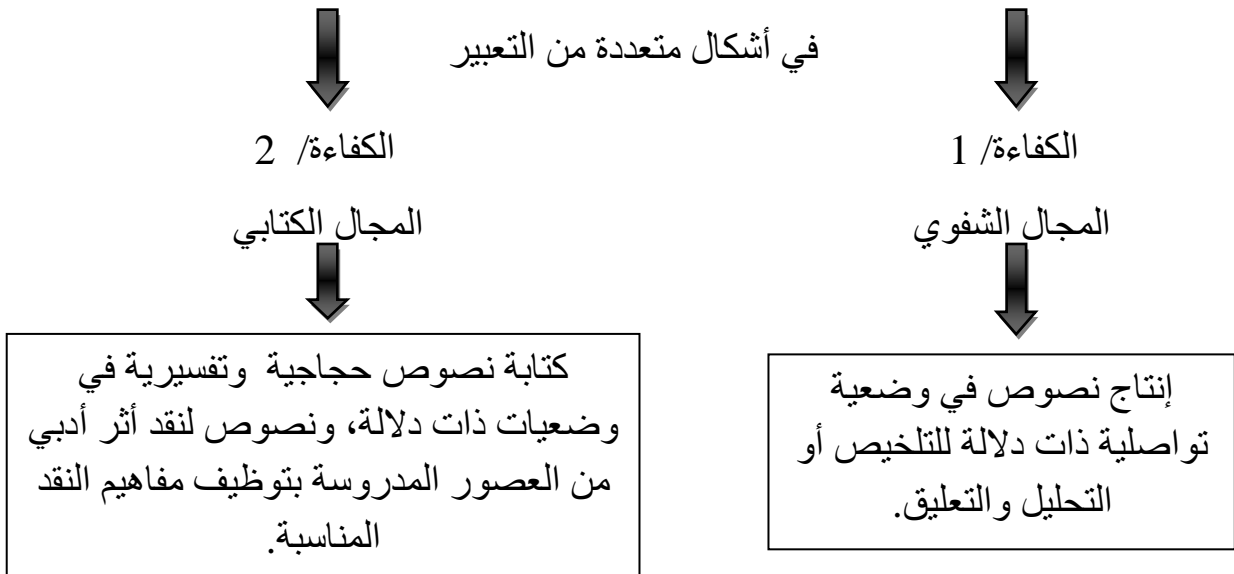 في أشكال متعددة من التعبير
الكفاءة/ 1
الكفاءة/ 2
المجال الشفوي
المجال الكتابي
إنتاج نصوص في وضعية
تواصلية ذات دلالة للتلخيص أو
التحليل والتعليق.
كتابة نصوص حجاجية وتفسيرية في
وضعيات ذات دلالة، ونصوص لنقد أثر أدبي
من العصور المدروسة بتوظيف مفاهيم النقد
المناسبة.